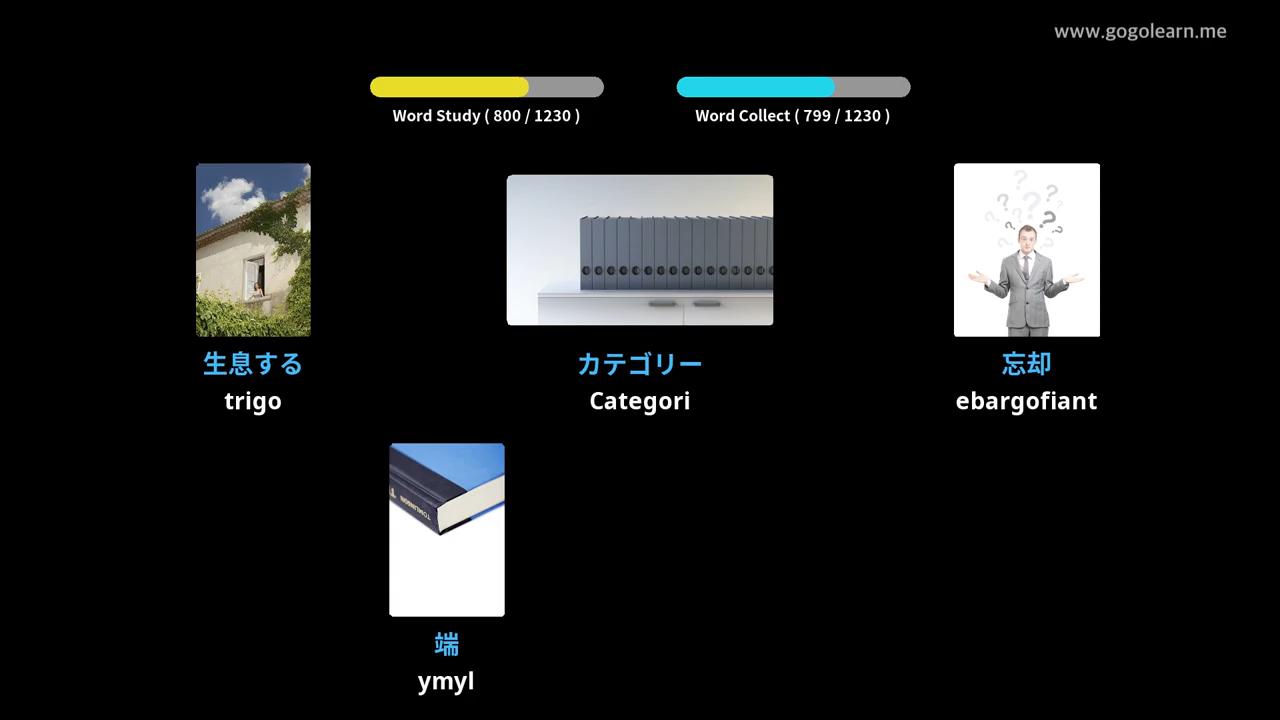 www.gogolearn.me
Word Study ( 800 / 1230 )
Word Collect ( 799 / 1230 )
生息する
trigo
カテゴリー
Categori
忘却
ebargofiant
TOMLINSON
端
ymyl